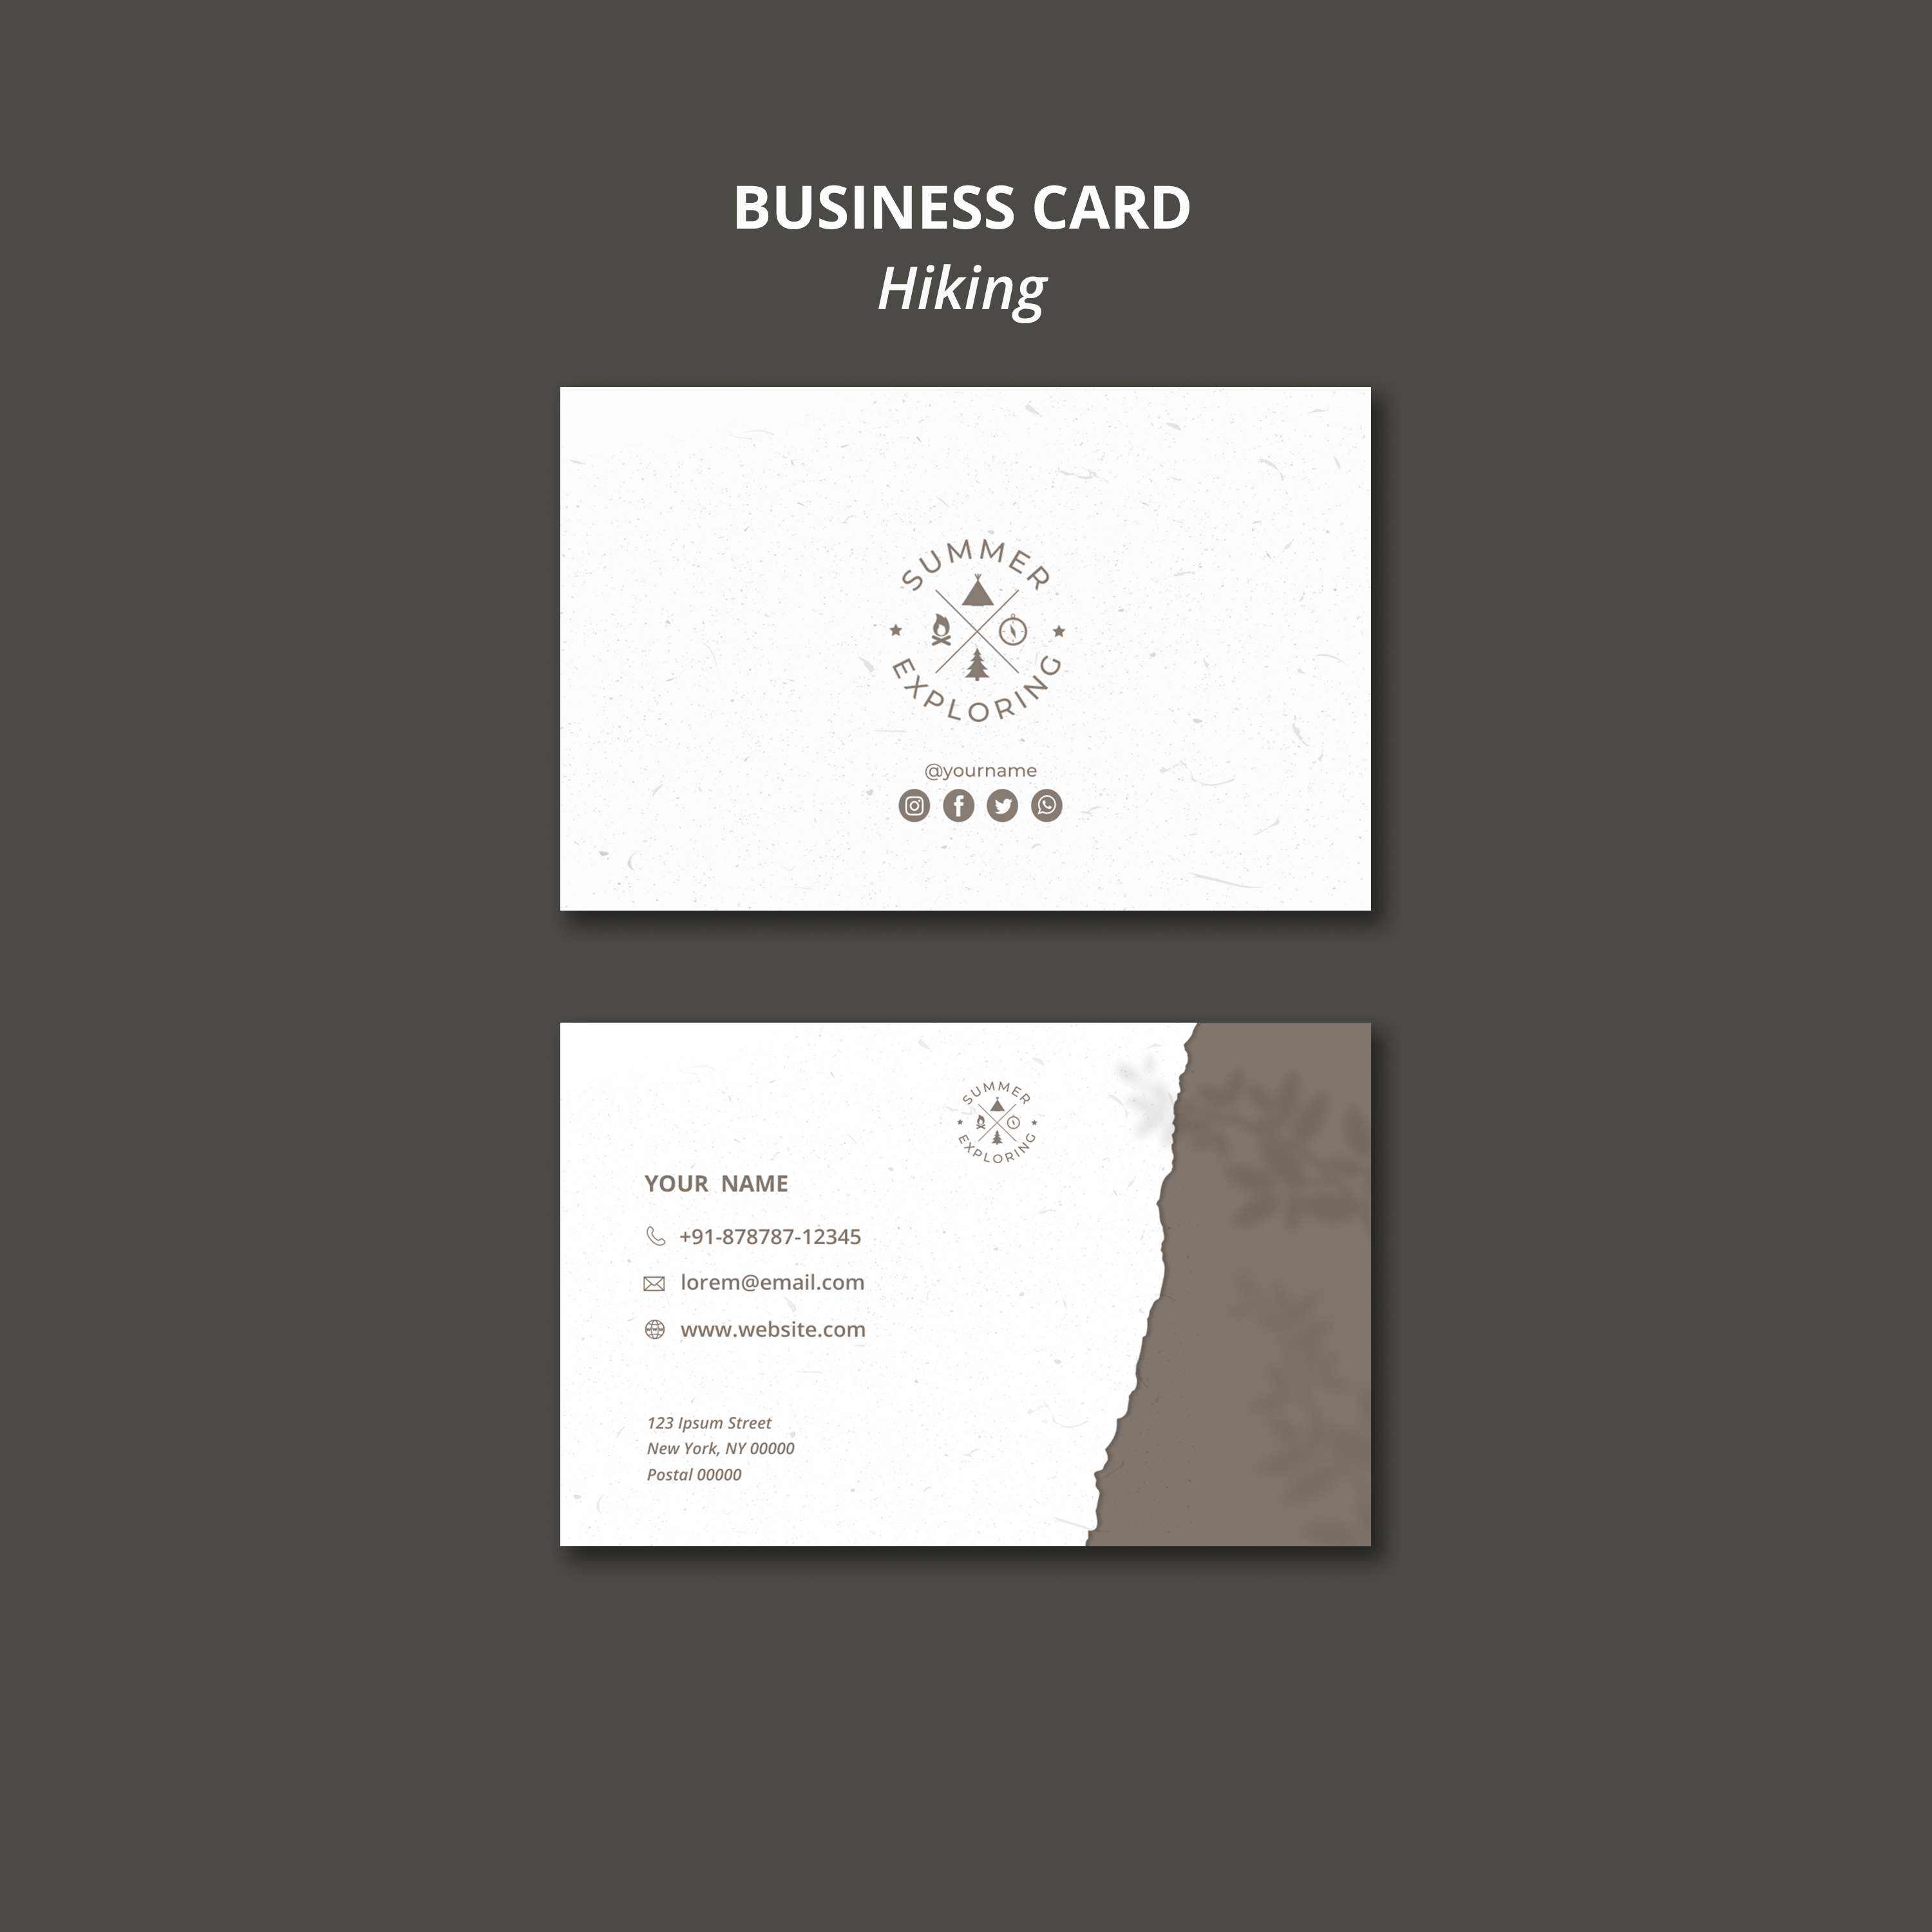 BUSINESS CARD
Hiking
SUMMER
EXPLORING
@yourname
SUMMER
EXPLORING
YOUR NAME
+91-878787-12345
lorem@email.com
www.website.com
123 Ipsum Street
New York, NY 00000
Postal 00000